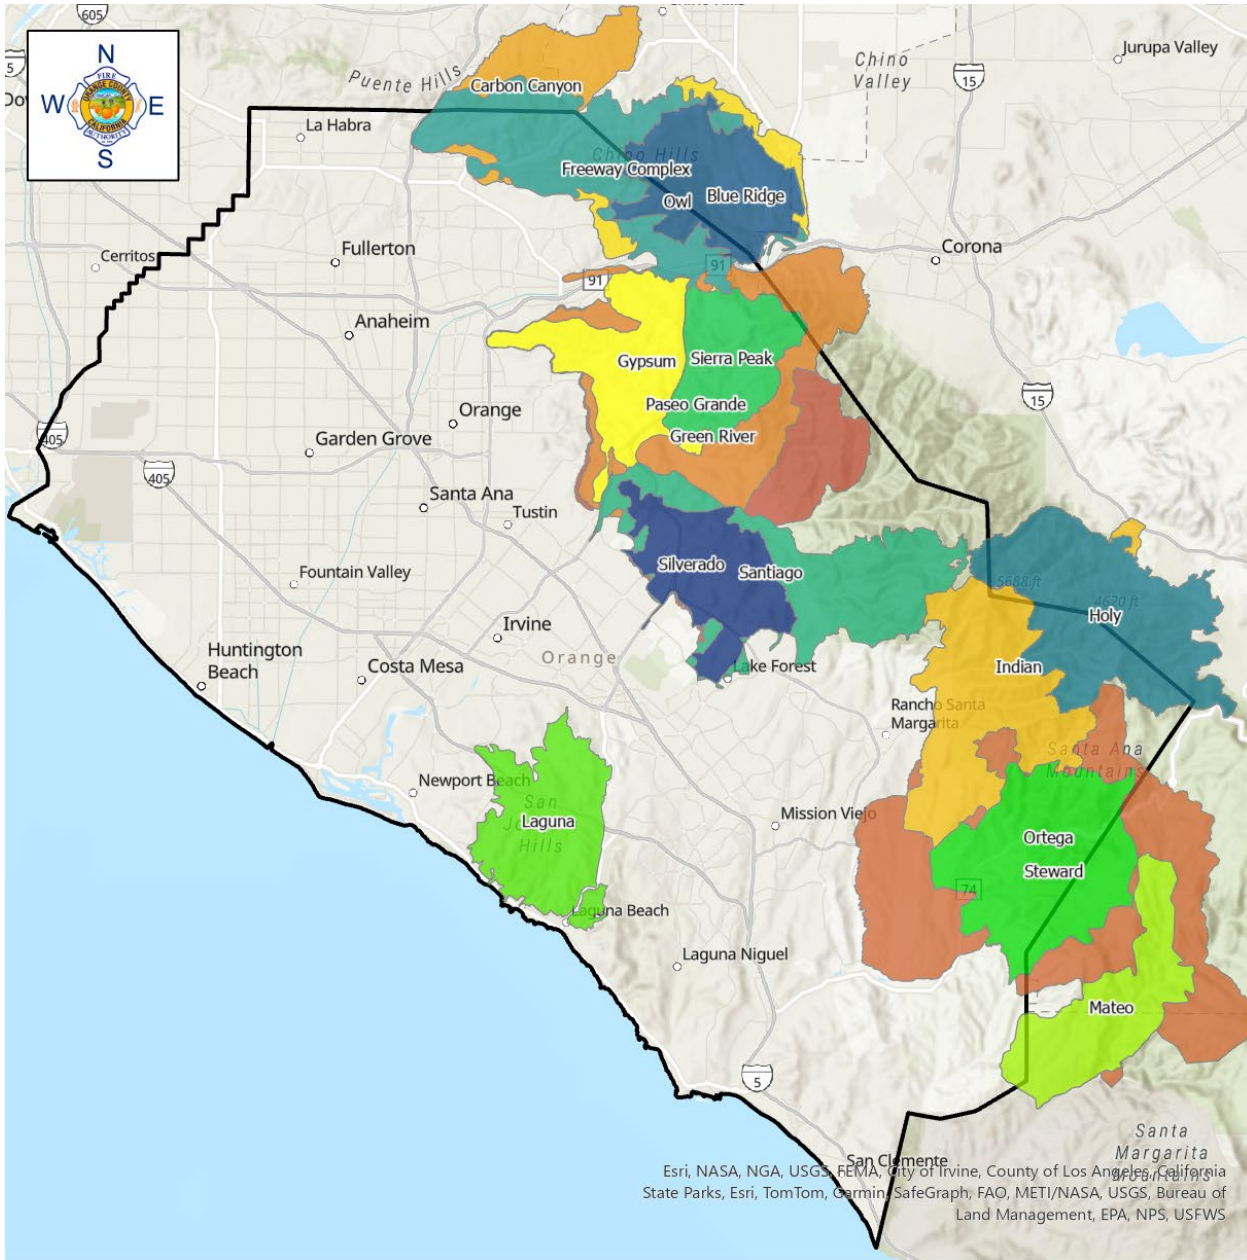 605
Jurupa Valley
N
Puente Hills
Chino
Valley
5
15
Carbon Canyon
W
FIRE
ORANGE COUNTY
CALIFORNIA
AUTHORITY
E
S
La Habra
Chino Hills
Freeway Complex
Blue Ridge
Owl
Fullerton
Corona
Cerritos
91
91
Anaheim
Gypsum
Sierra Peak
15
Paseo Grande
Orange
Green River
405
Garden Grove
405
Santa Ana
Tustin
Silverado
Santiago
Fountain Valley
5688 ft
4620 ft
Holy
Irvine
Orange
Huntington
Beach
Costa Mesa
Lake Forest
Indian
Rancho Santa
Margarita
Santa Ana
Mountains
Newport Beach
San
Laguna
Hills
Mission Viejo
Ortega
Steward
74
Laguna Beach
Laguna Niguel
Mateo
5
Santa
Margarita
Mountains
San Clemente
Esri, NASA, NGA, USGS, FEMA, City of Irvine, County of Los Angeles, California
State Parks, Esri, TomTom, Garmin, SafeGraph, FAO, METI/NASA, USGS, Bureau of
Land Management, EPA, NPS, USFWS